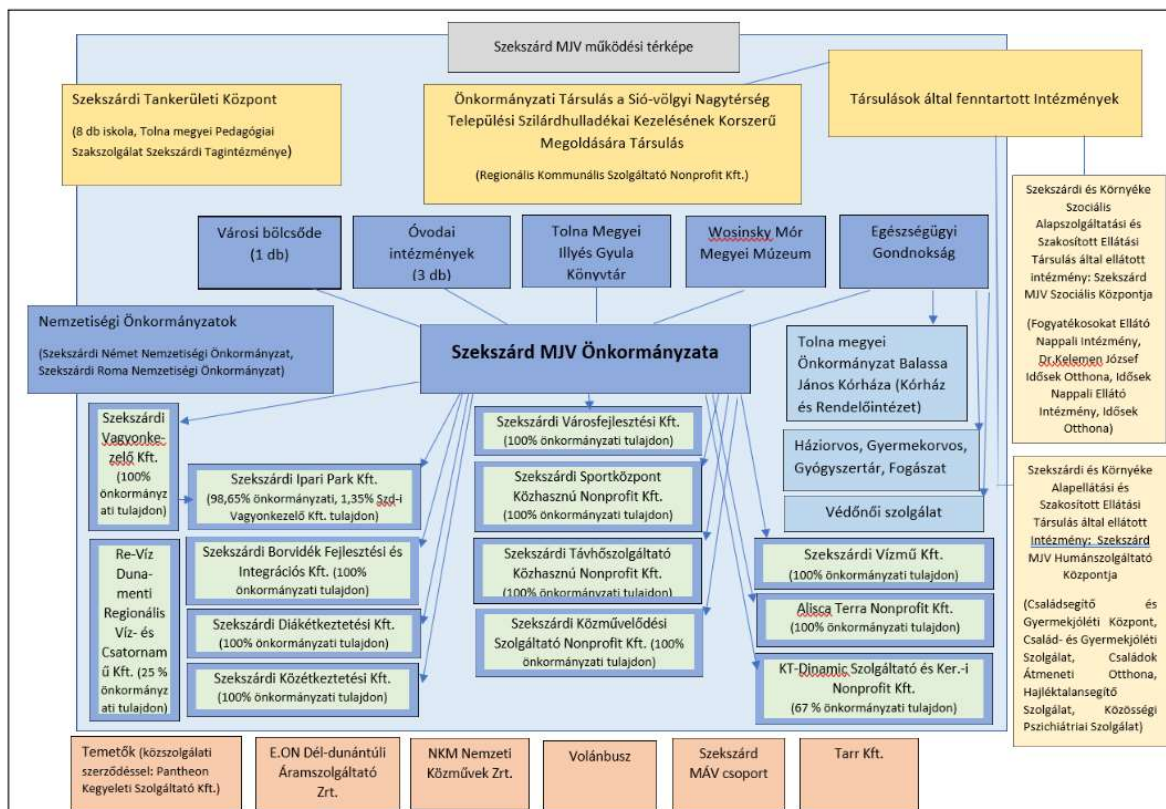 Szekszárd MJV működési térképe
Szekszárdi Tankerületi Központ
(8 db iskola, Tolna megyei Pedagógiai
Szakszolgálat Szekszárdi Tagintézménye)
Önkormányzati Társulás a Sió-völgyi Nagytérség
Települési Szilárdhulladékai Kezelésének Korszerű
Megoldására Társulás
(Regionális Kommunális Szolgáltató Nonprofit Kft.)
Társulások által fenntartott Intézmények
Városi bölcsőde
(1 db)
Óvodai
intézmények
(3 db)
Tolna Megyei
Illyés Gyula
Könyvtár
Wosinsky Mór
Megyei Múzeum
Egészségügyi
Gondnokság
Szekszárdi és Környéke
Szociális
Alapszolgáltatási és
Szakosított Ellátási
Társulás által ellátott
intézmény: Szekszárd
MJV Szociális Központja
(Fogyatékosokat Ellátó
Nappali Intézmény,
Dr.Kelemen József
Idősek Otthona, Idősek
Nappali Ellátó
Intézmény, Idősek
Otthona)
Nemzetiségi Önkormányzatok
(Szekszárdi Német Nemzetiségi Önkormányzat,
Szekszárdi Roma Nemzetiségi Önkormányzat)
Szekszárd MJV Önkormányzata
Tolna megyei
Önkormányzat Balassa
János Kórháza (Kórház
és Rendelőintézet)
Háziorvos, Gyermekorvos,
Gyógyszertár, Fogászat
Védőnői szolgálat
Szekszárdi
Vagyonke-
zelő Kft.
(100%
önkormányz
ati tulajdon)
Szekszárdi Ipari Park Kft.
(98,65% önkormányzati, 1,35% Szd-i
Vagyonkezelő Kft. tulajdon)
Re-Víz
Duna-
menti
Regionális
Víz- és
Csatornam
ű Kft. (25 %
önkormányz
ati tulajdon)
Szekszárdi Borvidék Fejlesztési és
Integrációs Kft. (100%
önkormányzati tulajdon)
Szekszárdi Diákétkeztetési Kft.
(100% önkormányzati tulajdon)
Szekszárdi Közétkeztetési Kft.
(100% önkormányzati tulajdon)
Szekszárdi Városfejlesztési Kft.
(100% önkormányzati tulajdon)
Szekszárdi Sportközpont
Közhasznú Nonprofit Kft.
(100% önkormányzati tulajdon)
Szekszárdi Távhőszolgáltató
Közhasznú Nonprofit Kft.
(100% önkormányzati tulajdon)
Szekszárdi Közművelődési
Szolgáltató Nonprofit Kft. (100%
önkormányzati tulajdon)
Szekszárdi Vízmű Kft.
(100% önkormányzati tulajdon)
Alisca Terra Nonprofit Kft.
(100% önkormányzati tulajdon)
KT-Dinamic Szolgáltató és Ker.-i
Nonprofit Kft.
(67 % önkormányzati tulajdon)
Szekszárdi és Környéke
Alapellátási és
Szakosított Ellátási
Társulás által ellátott
Intézmény: Szekszárd
MJV Humánszolgáltató
Központja
(Családsegítő és
Gyermekjóléti Központ,
Család- és Gyermekjóléti
Szolgálat, Családok
Átmeneti Otthona,
Hajléktalansegítő
Szolgálat, Közösségi
Pszichiátriai Szolgálat)
Temetők (közszolgálati
szerződéssel: Pantheon
Kegyeleti Szolgáltató Kft.)
E.ON Dél-dunántúli
Áramszolgáltató
Zrt.
NKM Nemzeti
Közművek Zrt.
Volánbusz
Szekszárd
MÁV csoport
Tarr Kft.